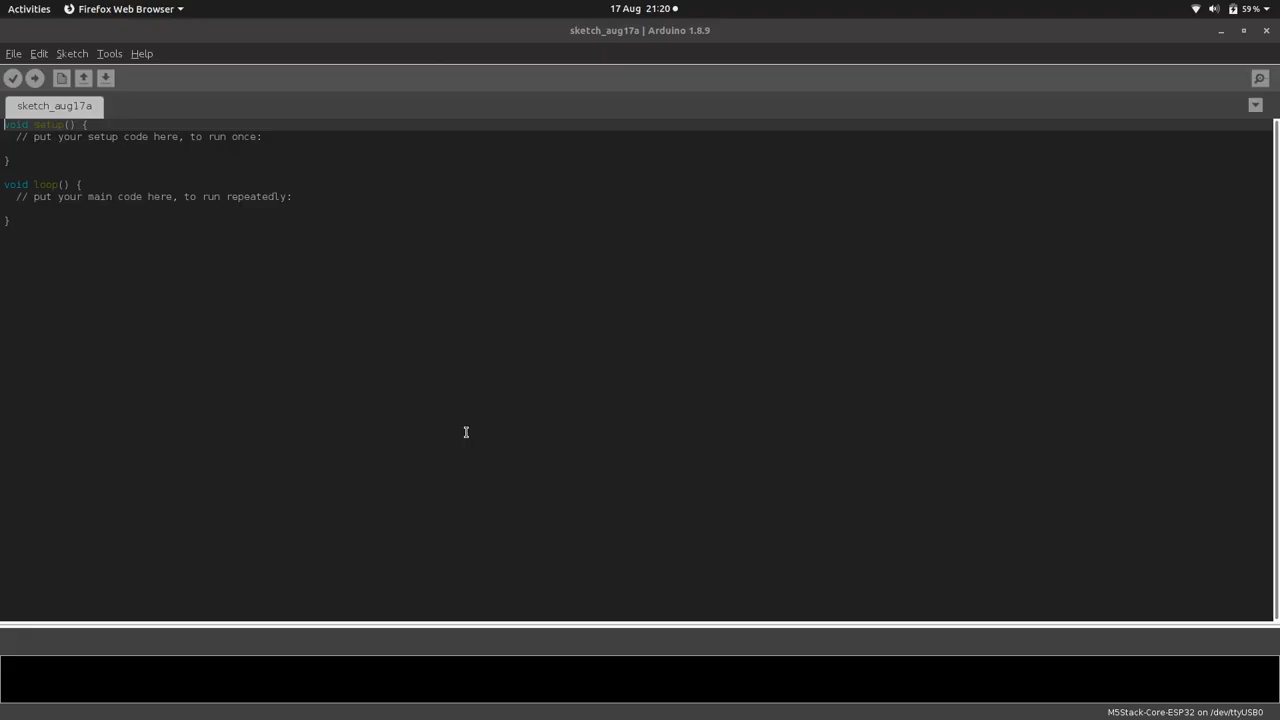 Activities Firefox Web Browser 17 Aug 21:20 59 %
sketch_aug17a | Arduino 1.8.9
File Edit Sketch Tools Help
sketch_aug17a
void setup() {
  // put your setup code here, to run once:
}
void loop() {
  // put your main code here, to run repeatedly:
}
M5Stack-Core-ESP32 on /dev/ttyUSB0